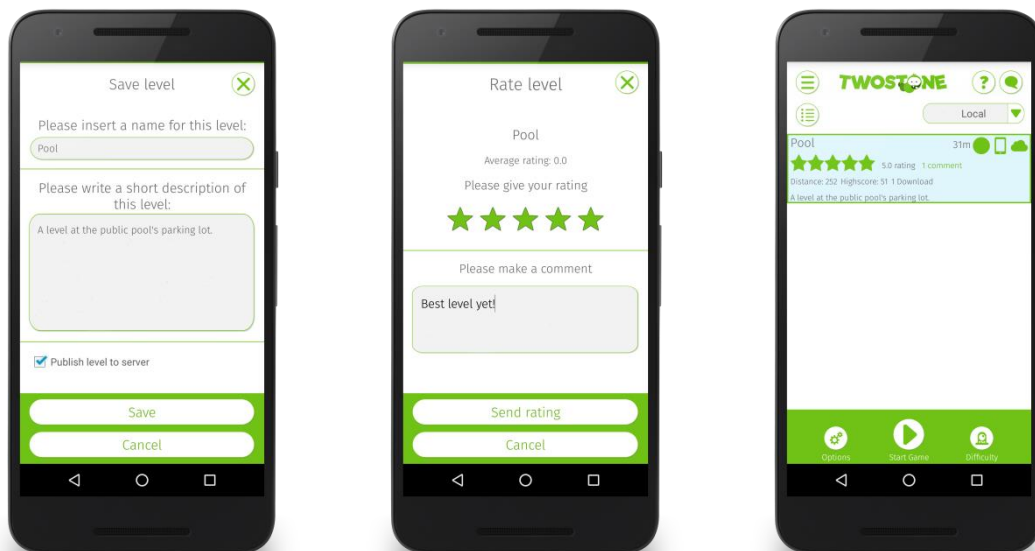 Save level
Please insert a name for this level:
Pool
Please write a short description of
this level:
A level at the public pool's parking lot.
Publish level to server
Save
Cancel
Rate level
Pool
Average rating: 0.0
Please give your rating
Please make a comment
Best level yet!
Send rating
Cancel
TWOSTONE
?
Local
Pool 31m
5.0 rating 1 comment
Distance: 252 Highscore: 51 1 Download
A level at the public pool's parking lot.
Options Start Game Difficulty